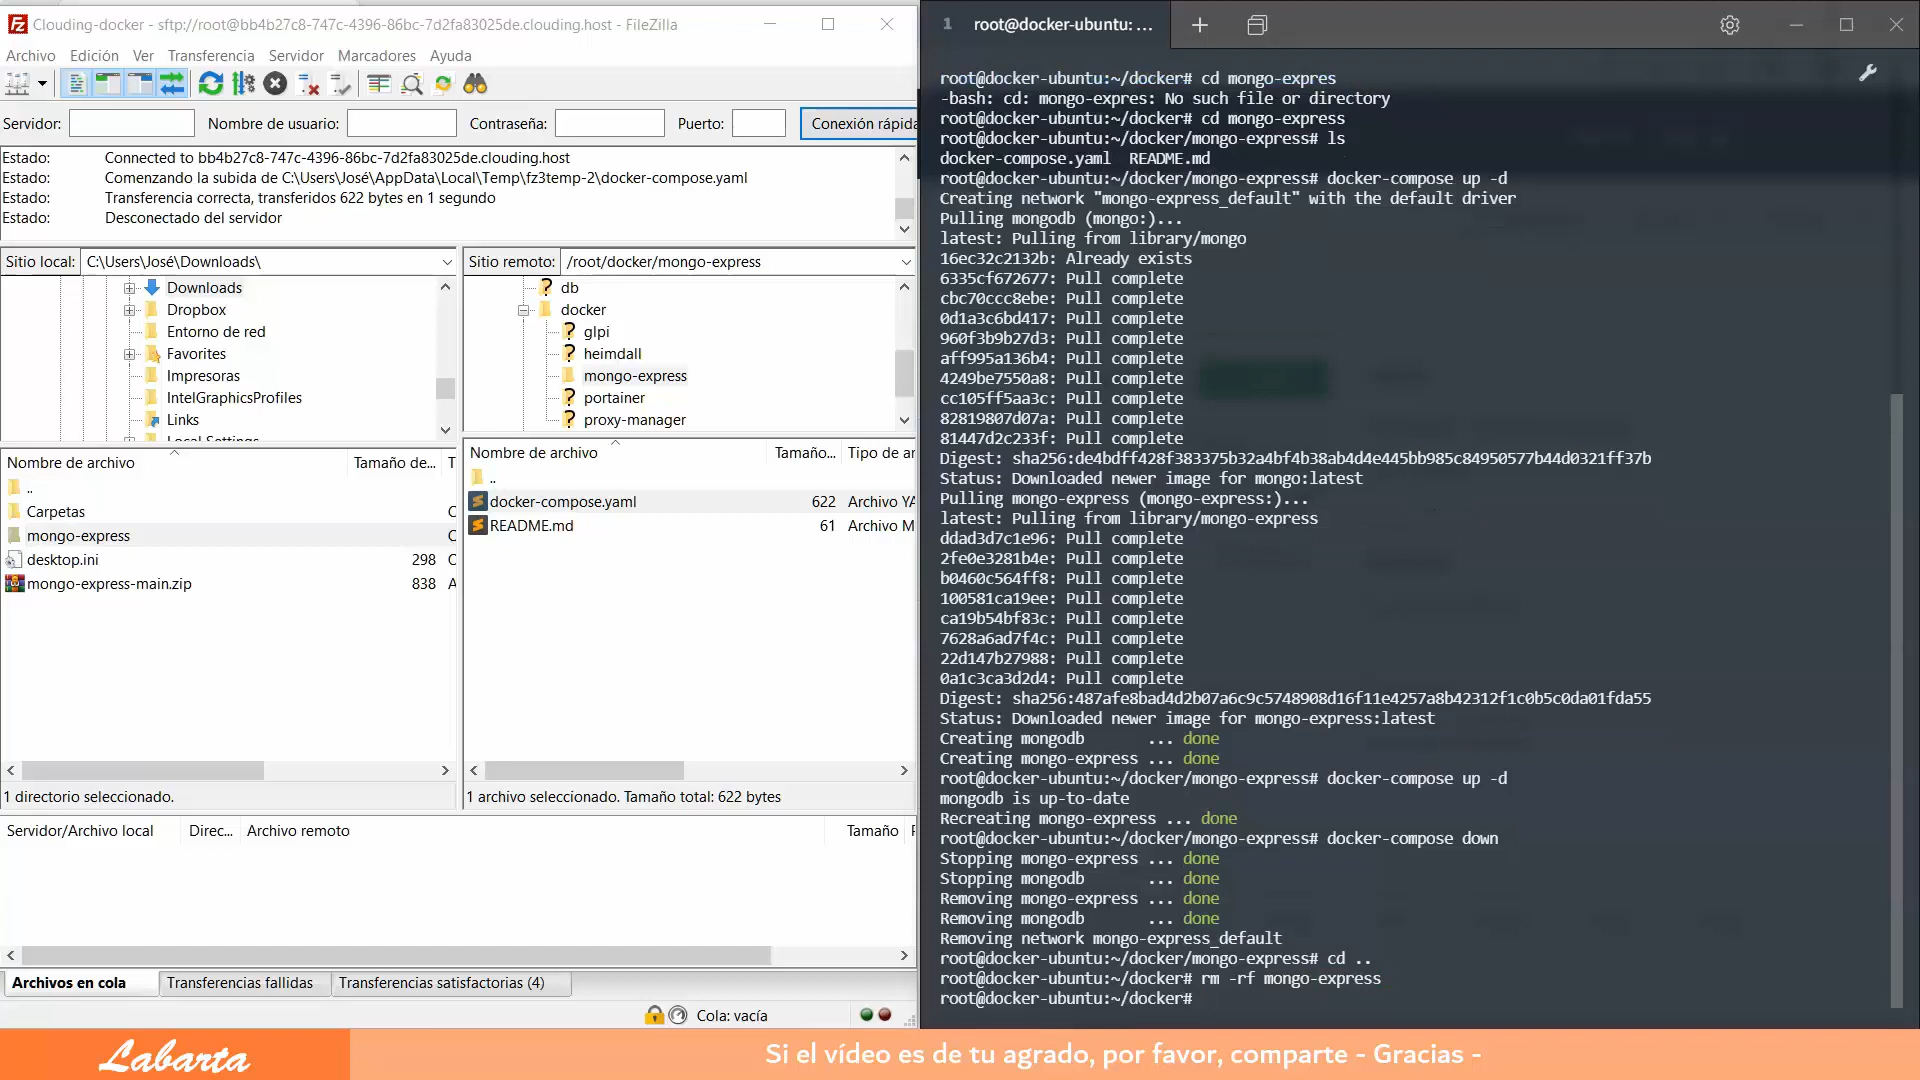 Clouding-docker - sftp://root@bb4b27c8-747c-4396-86bc-7d2fa83025de.clouding.host - FileZilla
Archivo Edición Ver Transferencia Servidor Marcadores Ayuda
Servidor: Nombre de usuario: Contraseña: Puerto: Conexión rápida
Estado: Connected to bb4b27c8-747c-4396-86bc-7d2fa83025de.clouding.host
Estado: Comenzando la subida de C:\Users\José\AppData\Local\Temp\fz3temp-2\docker-compose.yaml
Estado: Transferencia correcta, transferidos 622 bytes en 1 segundo
Estado: Desconectado del servidor
Sitio local: C:\Users\José\Downloads\
Downloads
Dropbox
Entorno de red
Favorites
Impresoras
IntelGraphicsProfiles
Links
Local Settings
Nombre de archivo Tamaño de... T
..
Carpetas C
mongo-express C
desktop.ini 298 C
mongo-express-main.zip 838 A
1 directorio seleccionado.
Sitio remoto: /root/docker/mongo-express
db
docker
glpi
heimdall
mongo-express
portainer
proxy-manager
Nombre de archivo Tamaño... Tipo de ar
..
docker-compose.yaml 622 Archivo YA
README.md 61 Archivo M
1 archivo seleccionado. Tamaño total: 622 bytes
Servidor/Archivo local Direc... Archivo remoto Tamaño
Archivos en cola Transferencias fallidas Transferencias satisfactorias (4)
Cola: vacía
1 root@docker-ubuntu: ...
root@docker-ubuntu:~/docker# cd mongo-expres
-bash: cd: mongo-expres: No such file or directory
root@docker-ubuntu:~/docker# cd mongo-express
root@docker-ubuntu:~/docker/mongo-express# ls
docker-compose.yaml README.md
root@docker-ubuntu:~/docker/mongo-express# docker-compose up -d
Creating network "mongo-express_default" with the default driver
Pulling mongodb (mongo:)...
latest: Pulling from library/mongo
16ec32c2132b: Already exists
6335cf672677: Pull complete
cbc70ccc8ebe: Pull complete
0d1a3c6bd417: Pull complete
960f3b9b27d3: Pull complete
aff995a136b4: Pull complete
4249be7550a8: Pull complete
cc105ff5aa3c: Pull complete
82819807d07a: Pull complete
81447d2c233f: Pull complete
Digest: sha256:de4bdff428f383375b32a4bf4b38ab4d4e445bb985c84950577b44d0321ff37b
Status: Downloaded newer image for mongo:latest
Pulling mongo-express (mongo-express:)...
latest: Pulling from library/mongo-express
ddad3d7c1e96: Pull complete
2fe0e3281b4e: Pull complete
b0460c564ff8: Pull complete
100581ca19ee: Pull complete
ca19b54bf83c: Pull complete
7628a6ad7f4c: Pull complete
22d147b27988: Pull complete
0a1c3ca3d2d4: Pull complete
Digest: sha256:487afe8bad4d2b07a6c9c5748908d16f11e4257a8b42312f1c0b5c0da01fda55
Status: Downloaded newer image for mongo-express:latest
Creating mongodb ... done
Creating mongo-express ... done
root@docker-ubuntu:~/docker/mongo-express# docker-compose up -d
mongodb is up-to-date
Recreating mongo-express ... done
root@docker-ubuntu:~/docker/mongo-express# docker-compose down
Stopping mongo-express ... done
Stopping mongodb ... done
Removing mongo-express ... done
Removing mongodb ... done
Removing network mongo-express_default
root@docker-ubuntu:~/docker/mongo-express# cd ..
root@docker-ubuntu:~/docker# rm -rf mongo-express
root@docker-ubuntu:~/docker#
Labarta
Si el vídeo es de tu agrado, por favor, comparte - Gracias -